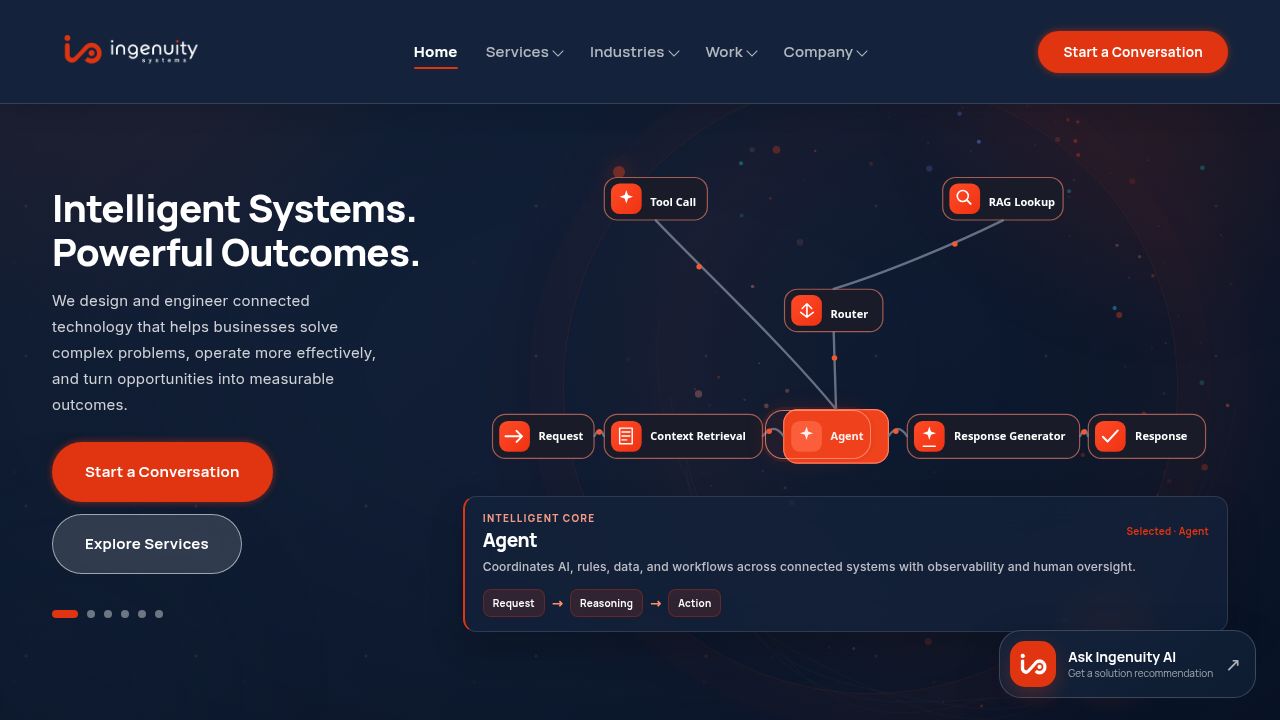 ingenuity
systems
Home
Services
Industries
Work
Company
Start a Conversation
Intelligent Systems.
Powerful Outcomes.
We design and engineer connected
technology that helps businesses solve
complex problems, operate more effectively,
and turn opportunities into measurable
outcomes.
Start a Conversation
Explore Services
Tool Call
RAG Lookup
Router
Request
Context Retrieval
Agent
Response Generator
Response
INTELLIGENT CORE
Agent
Selected · Agent
Coordinates AI, rules, data, and workflows across connected systems with observability and human oversight.
Request → Reasoning → Action
Ask Ingenuity AI
Get a solution recommendation ↗